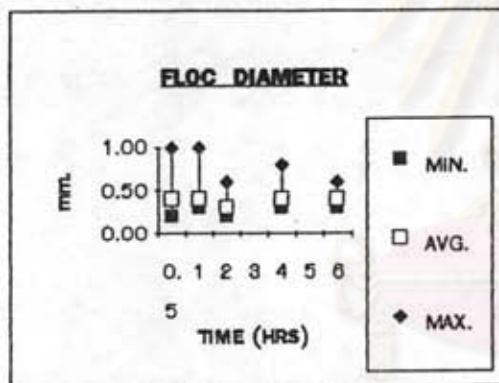 FLOC DIAMETER
mm.
1.00
0.50
0.00
0. 1 2 3 4 5 6
5
TIME (HRS)
MIN.
AVG.
MAX.